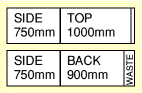 SIDE TOP
750mm 1000mm
SIDE BACK
750mm 900mm
WASTE